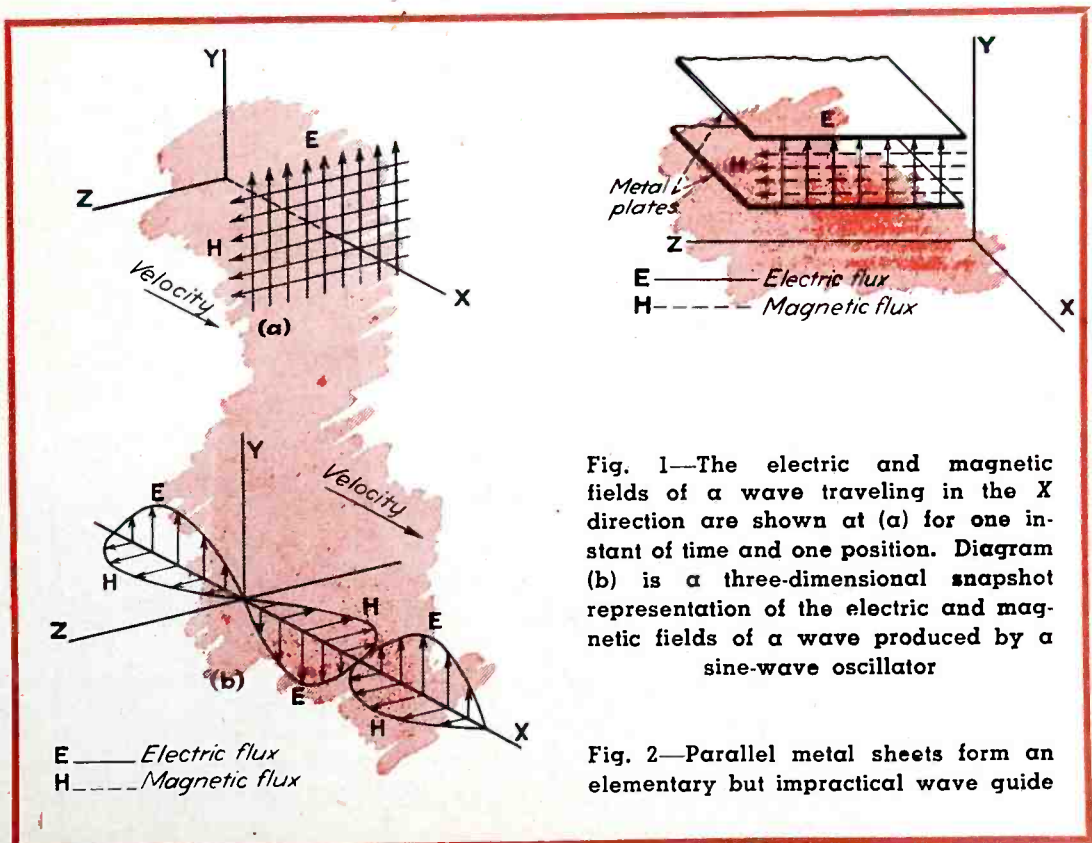 Y
E
Z
H
Velocity
X
(a)
Y
E
H
Metal
plates
Z
E Electric flux
H Magnetic flux
X
Y
Velocity
E
H
Z
H
E
(b)
E
H
X
E Electric flux
H Magnetic flux
Fig. 1—The electric and magnetic
fields of a wave traveling in the X
direction are shown at (a) for one in-
stant of time and one position. Diagram
(b) is a three-dimensional snapshot
representation of the electric and mag-
netic fields of a wave produced by a
sine-wave oscillator
Fig. 2—Parallel metal sheets form an
elementary but impractical wave guide